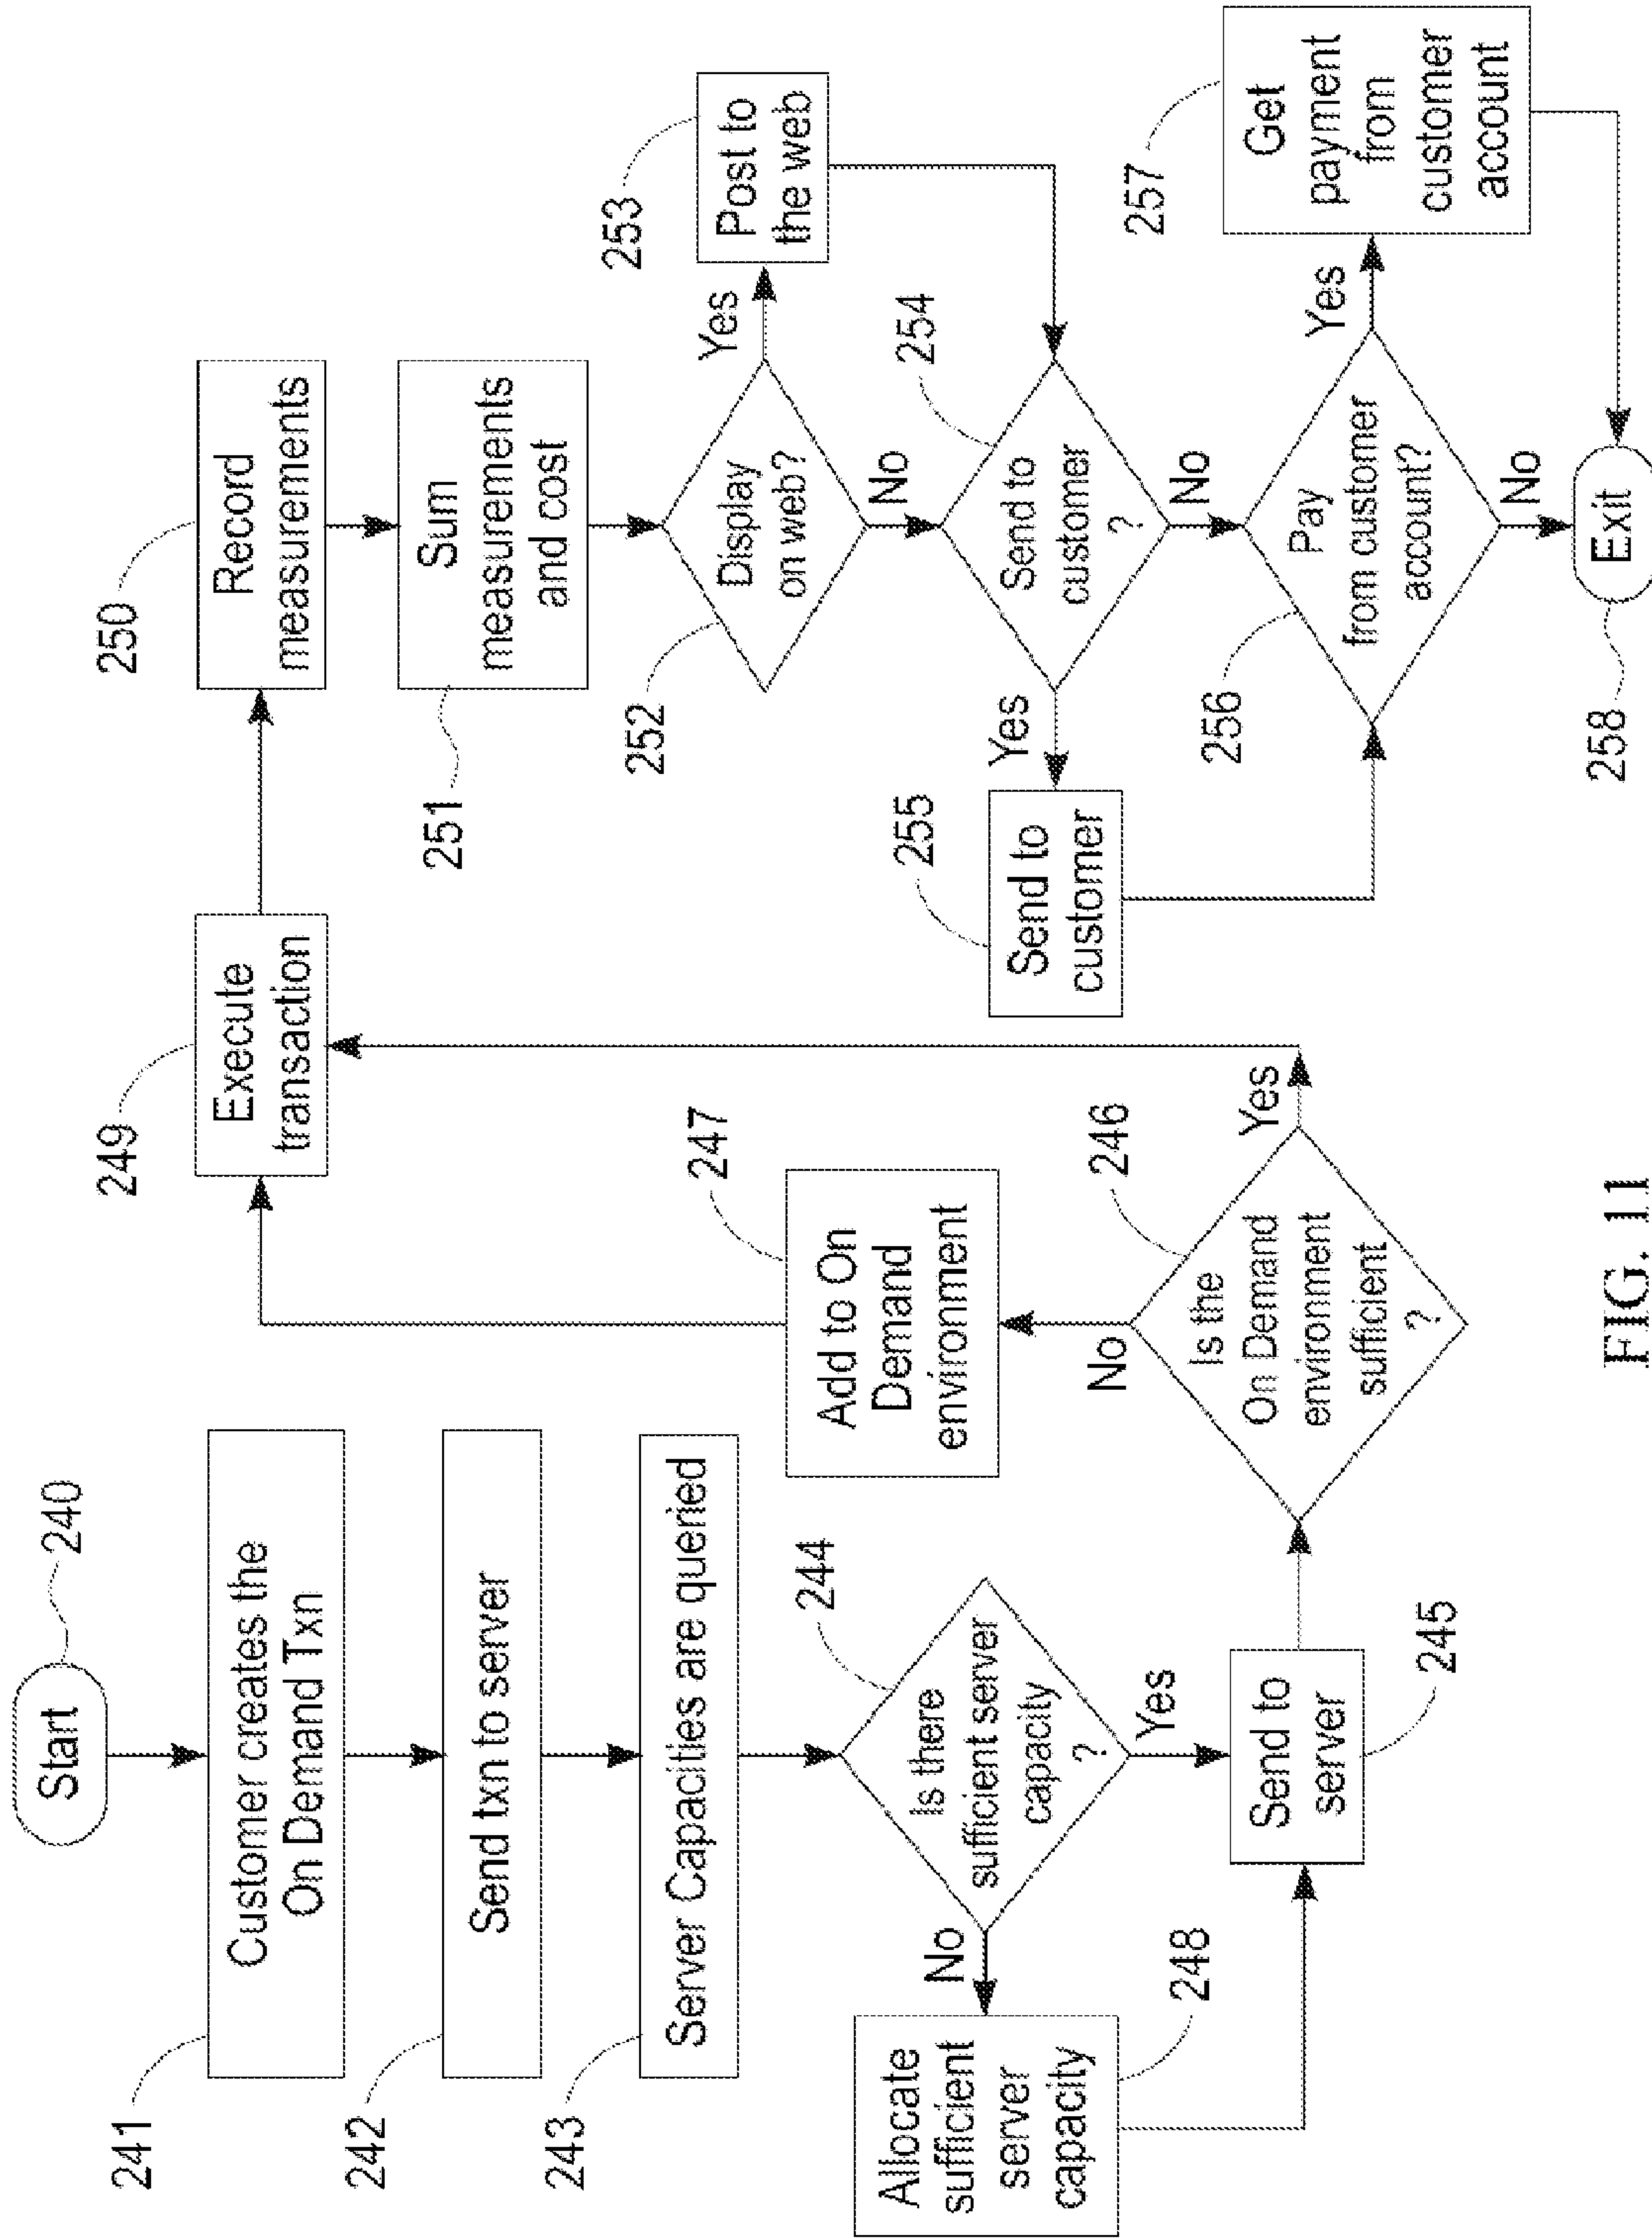 Start
240
241
Customer creates the
On Demand Txn
242
Send txn to server
243
Server Capacities are queried
244
Is there
sufficient server
capacity
?
No
Yes
248
Allocate
sufficient
server
capacity
Send to
server
245
246
Is the
On Demand
environment
sufficient
?
No
Yes
247
Add to On
Demand
environment
249
Execute
transaction
250
Record
measurements
251
Sum
measurements
and cost
252
Display
on web?
Yes
No
253
Post to
the web
254
Send to
customer
?
Yes
No
255
Send to
customer
256
Pay
from customer
account?
Yes
No
257
Get
payment
from
customer
account
258
Exit
FIG. 11